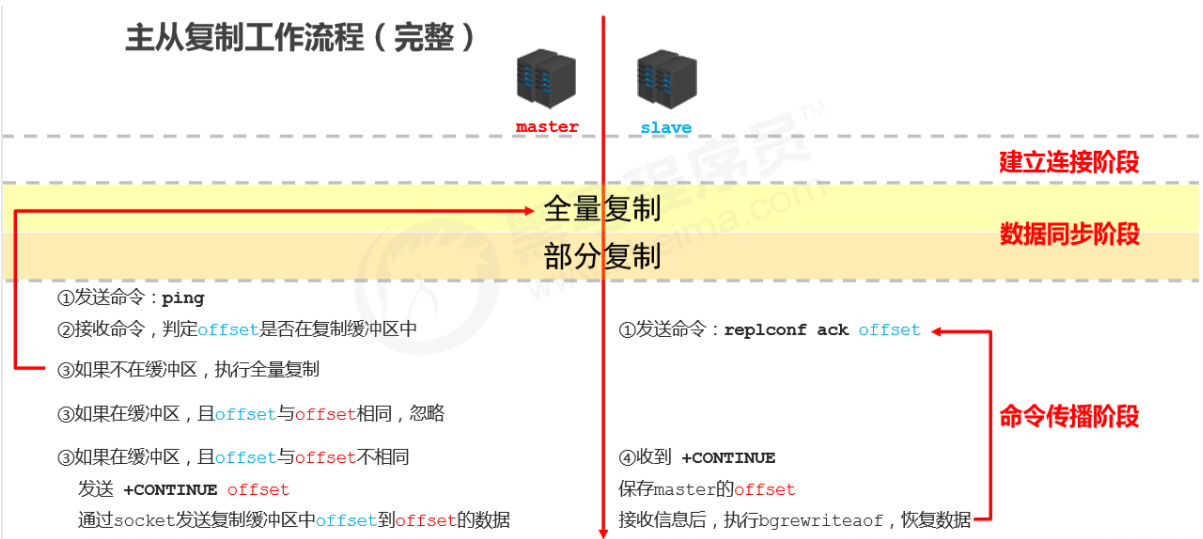 主从复制工作流程（完整）
master
slave
建立连接阶段
全量复制
部分复制
数据同步阶段
①发送命令：ping
②接收命令，判定offset是否在复制缓冲区中
③如果不在缓冲区，执行全量复制
③如果在缓冲区，且offset与offset相同，忽略
③如果在缓冲区，且offset与offset不相同
发送 +CONTINUE offset
通过socket发送复制缓冲区中offset到offset的数据
①发送命令：replconf ack offset
④收到 +CONTINUE
保存master的offset
接收信息后，执行bgrewriteaof，恢复数据
命令传播阶段
程序员TM